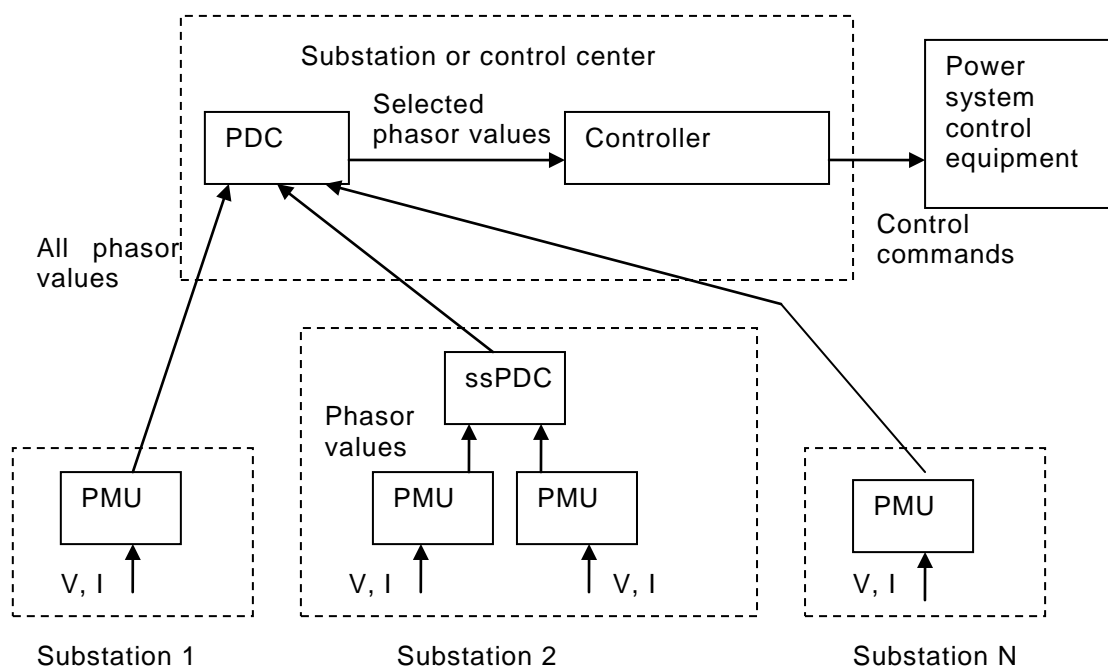 Substation or control center
Power
system
control
equipment
Selected
phasor values
PDC
Controller
All phasor
values
Control
commands
ssPDC
Phasor
values
PMU
PMU
PMU
PMU
V, I
V, I
V, I
V, I
Substation 1
Substation 2
Substation N